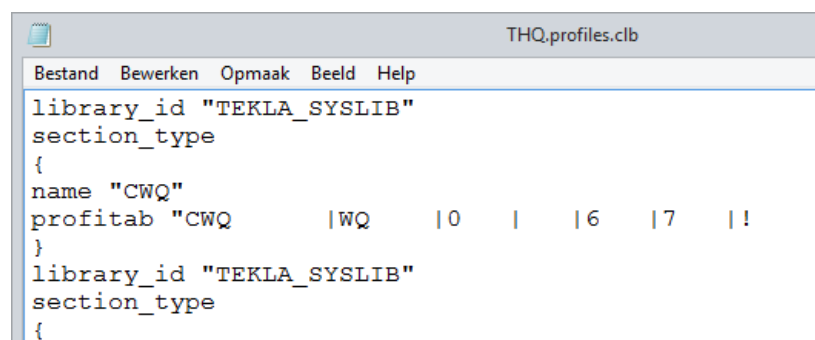 THQ.profiles.clb
Bestand Bewerken Opmaak Beeld Help
library_id "TEKLA_SYSLIB"
section_type
{
name "CWQ"
profitab "CWQ |WQ |0 | |6 |7 |!
}
library_id "TEKLA_SYSLIB"
section_type
{